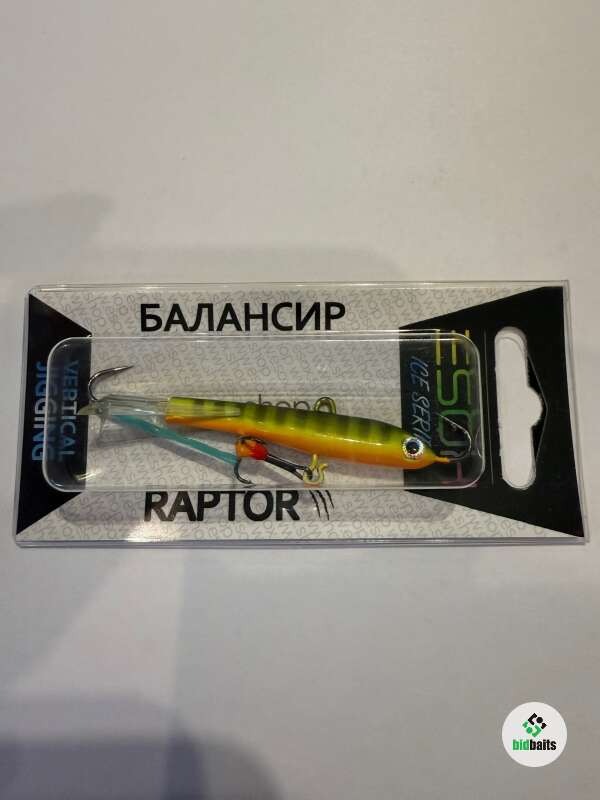 БАЛАНСИР
VERTICAL
JIGGING
ICE SERIES
RAPTOR
bidbaits